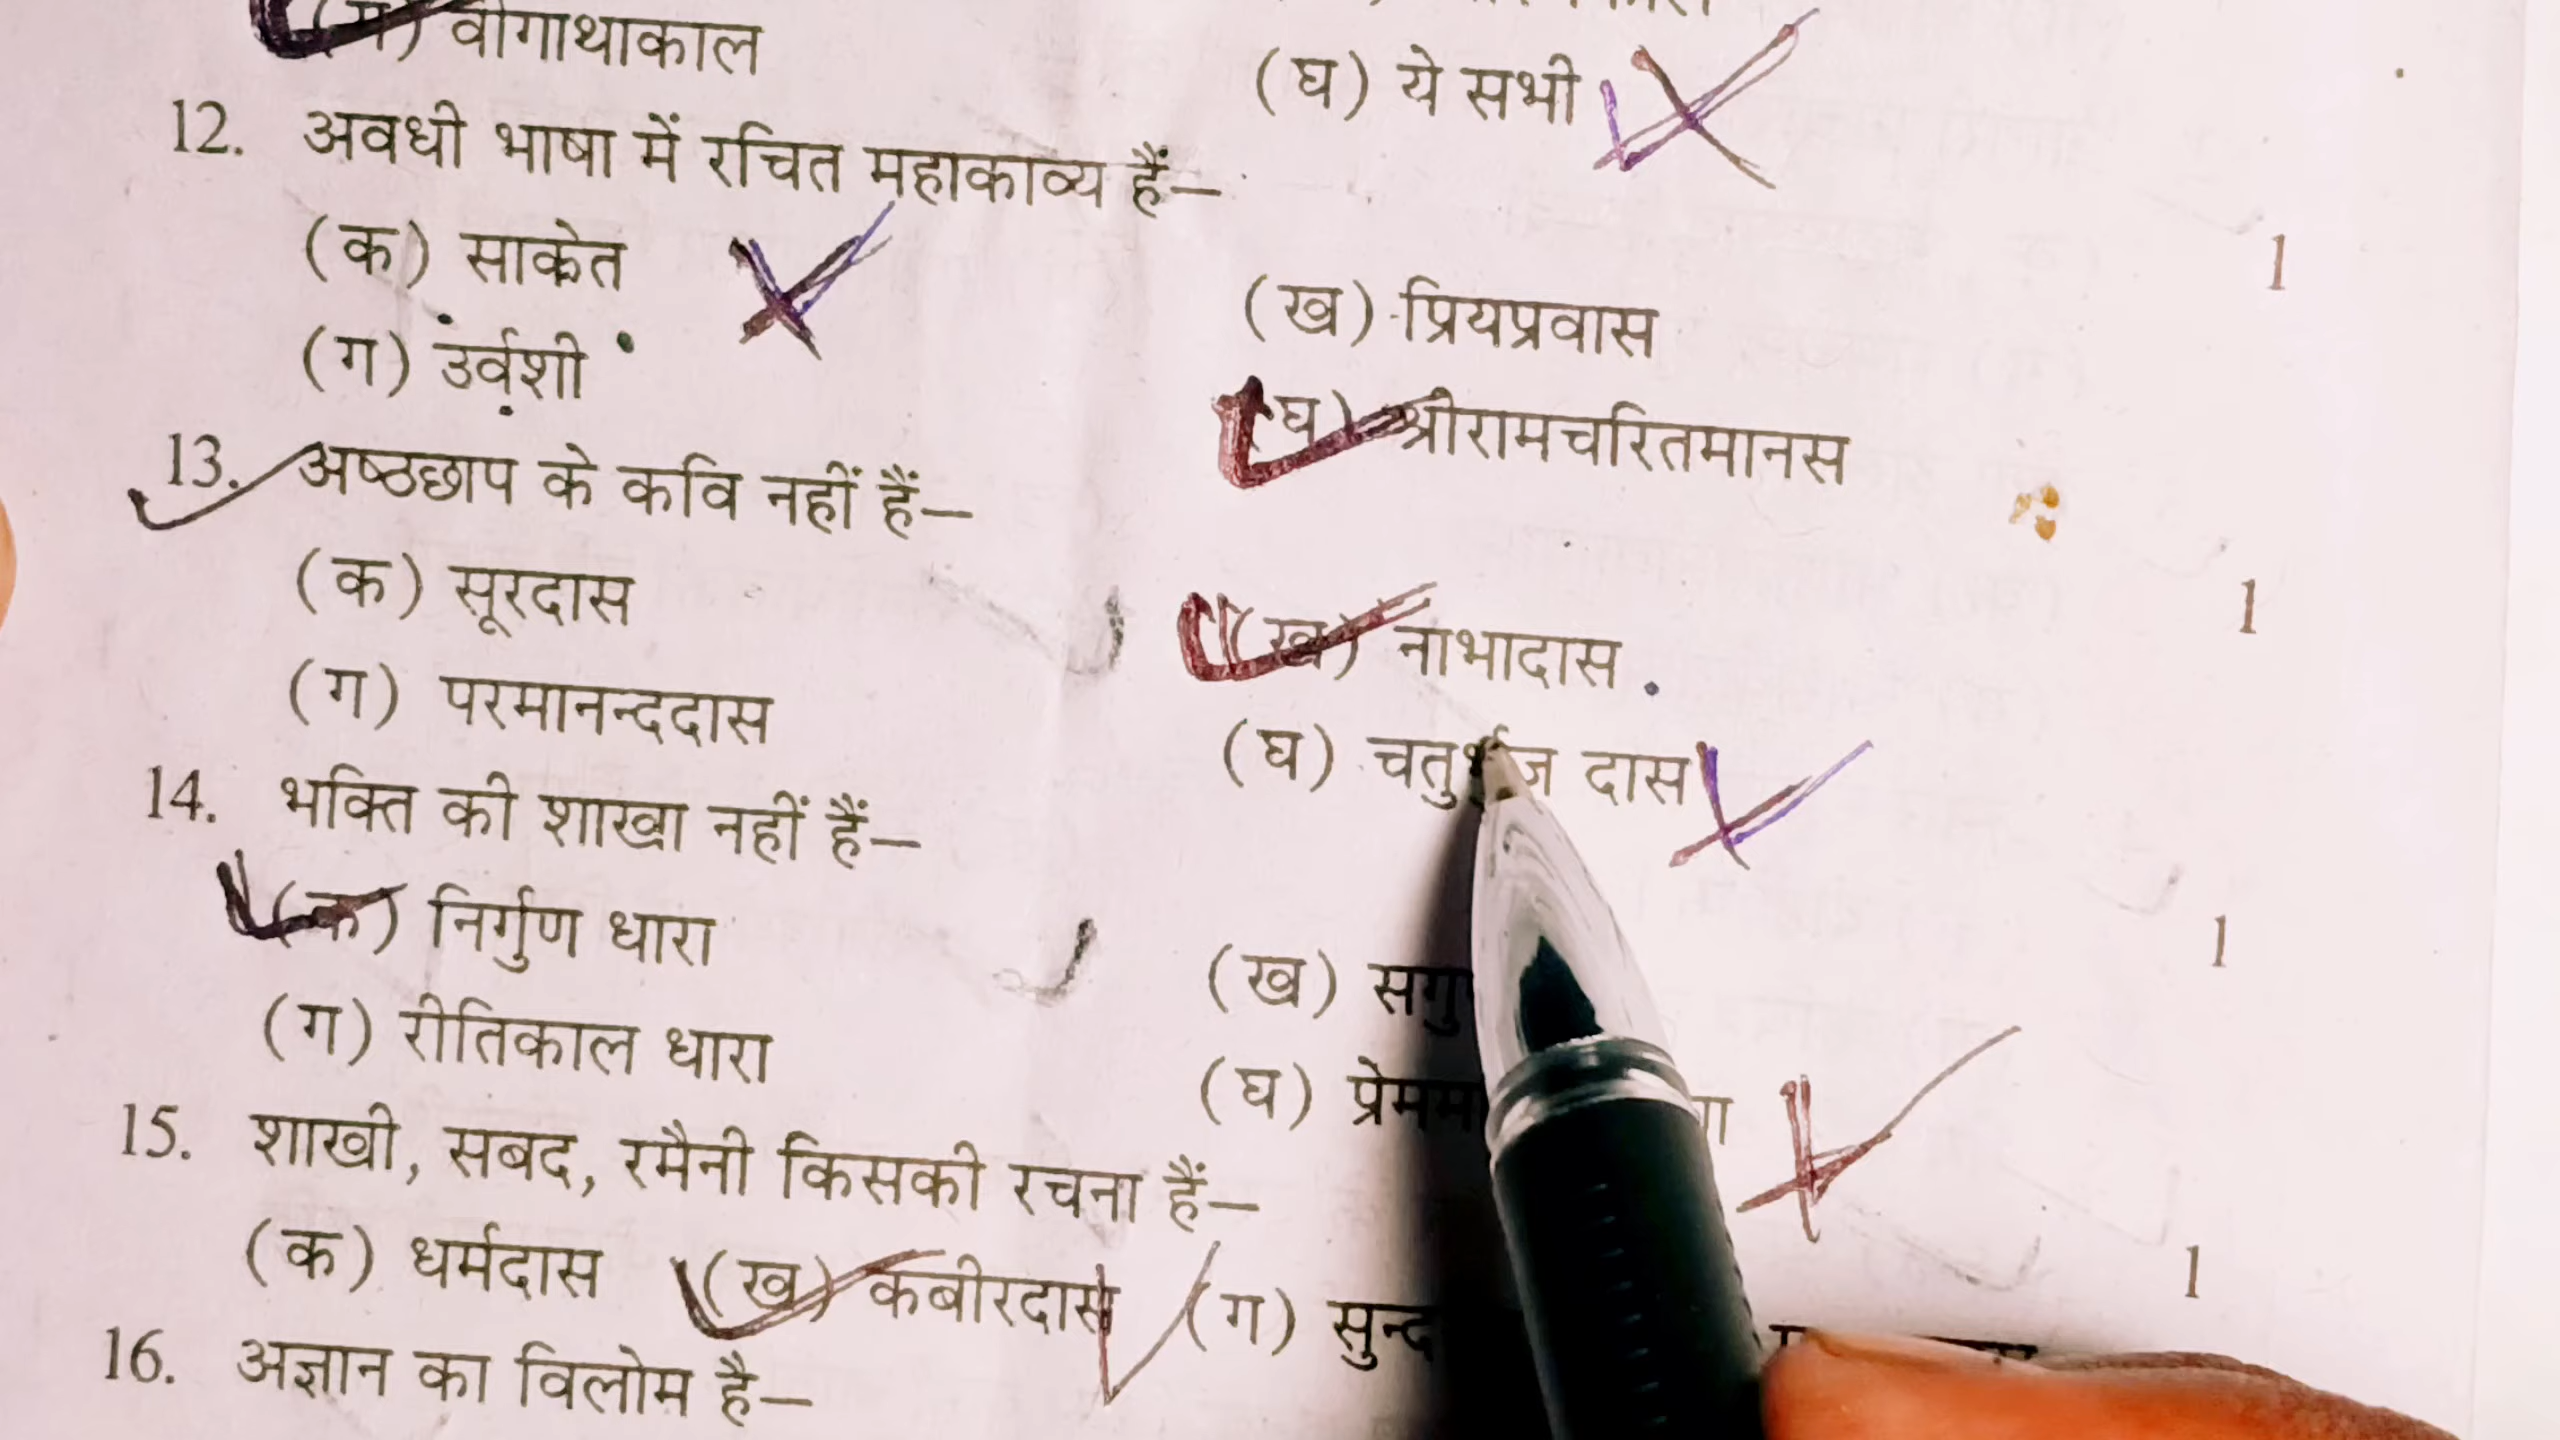 वीगाथाकाल
(घ) ये सभी
12. अवधी भाषा में रचित महाकाव्य हैं—
1
(क) साकेत (ख) प्रियप्रवास
(ग) उर्वशी (घ) श्रीरामचरितमानस
13. अष्ठछाप के कवि नहीं हैं—
1
(क) सूरदास (ख) नाभादास
(ग) परमानन्ददास (घ) चतुर्भुज दास
14. भक्ति की शाखा नहीं हैं—
1
(क) निर्गुण धारा (ख)
(ग) रीतिकाल धारा (घ)
15. शाखी, सबद, रमैनी किसकी रचना हैं—
1
(क) धर्मदास (ख) कबीरदास (ग)
16. अज्ञान का विलोम है—